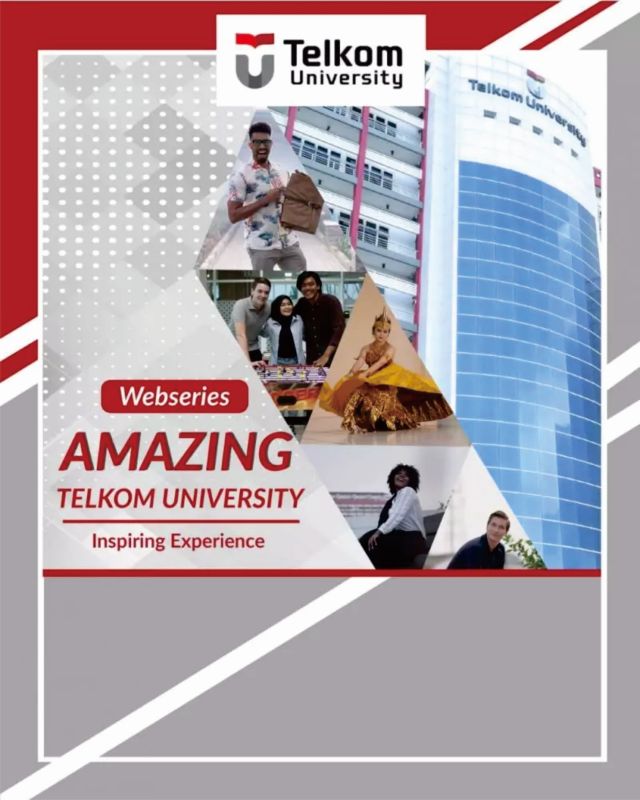 Telkom
University
Telkom University
Webseries
AMAZING
TELKOM UNIVERSITY
Inspiring Experience